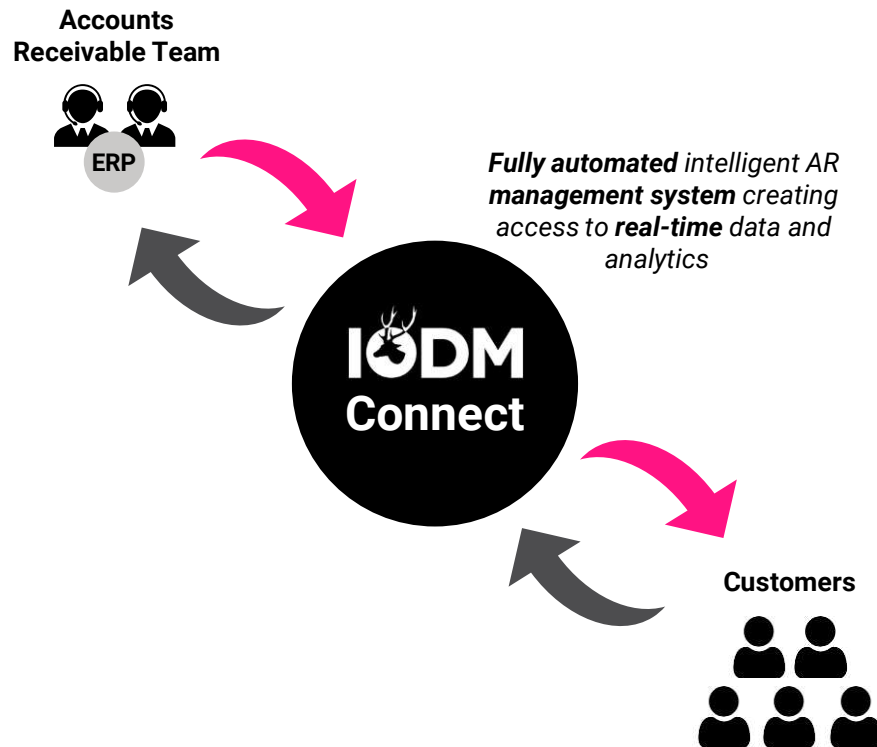 Accounts
Receivable Team
ERP
Fully automated intelligent AR
management system creating
access to real-time data and
analytics
IODM
Connect
Customers